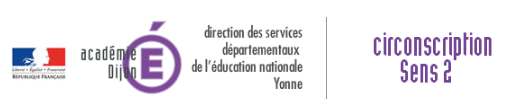 Liberté • Égalité • Fraternité
RÉPUBLIQUE FRANÇAISE
académie
Dijon
É
direction des services
départementaux
de l'éducation nationale
Yonne
circonscription
Sens 2